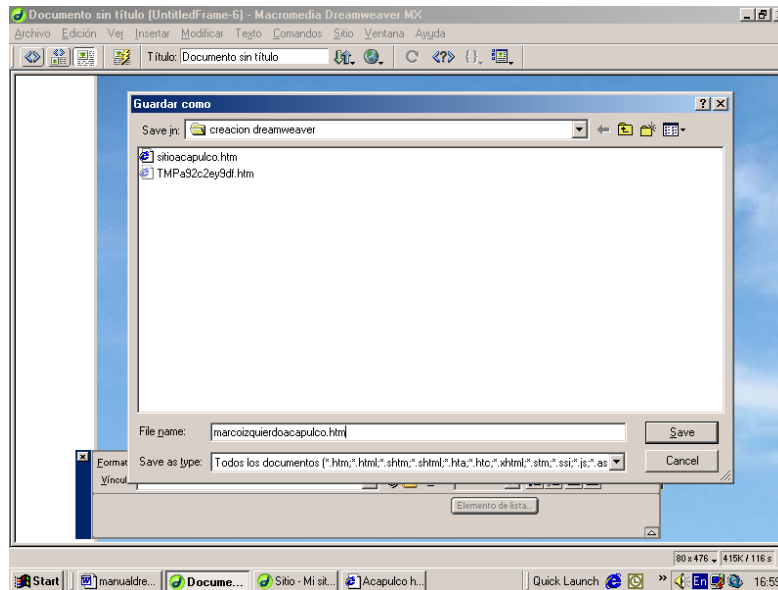 Documento sin título (UntitledFrame-6) - Macromedia Dreamweaver MX
Archivo Edición Ver Insertar Modificar Texto Comandos Sitio Ventana Ayuda
Título: Documento sin título
Guardar como
Save in: creacion dreamweaver
sitioacapulco.htm
TMPa92c2ey9df.htm
File name: marcoizquierdoacapulco.htm Save
Save as type: Todos los documentos (*.htm;*.html;*.shtm;*.shtml;*.hta;*.htc;*.xhtml;*.stm;*.ssi;*.js;*.as Cancel
Format
Víncul
Elemento de lista...
80 x 476 415K / 116 s
Start manualdre... Docume... Sitio - Mi sit... Acapulco h... Quick Launch » En 16:59